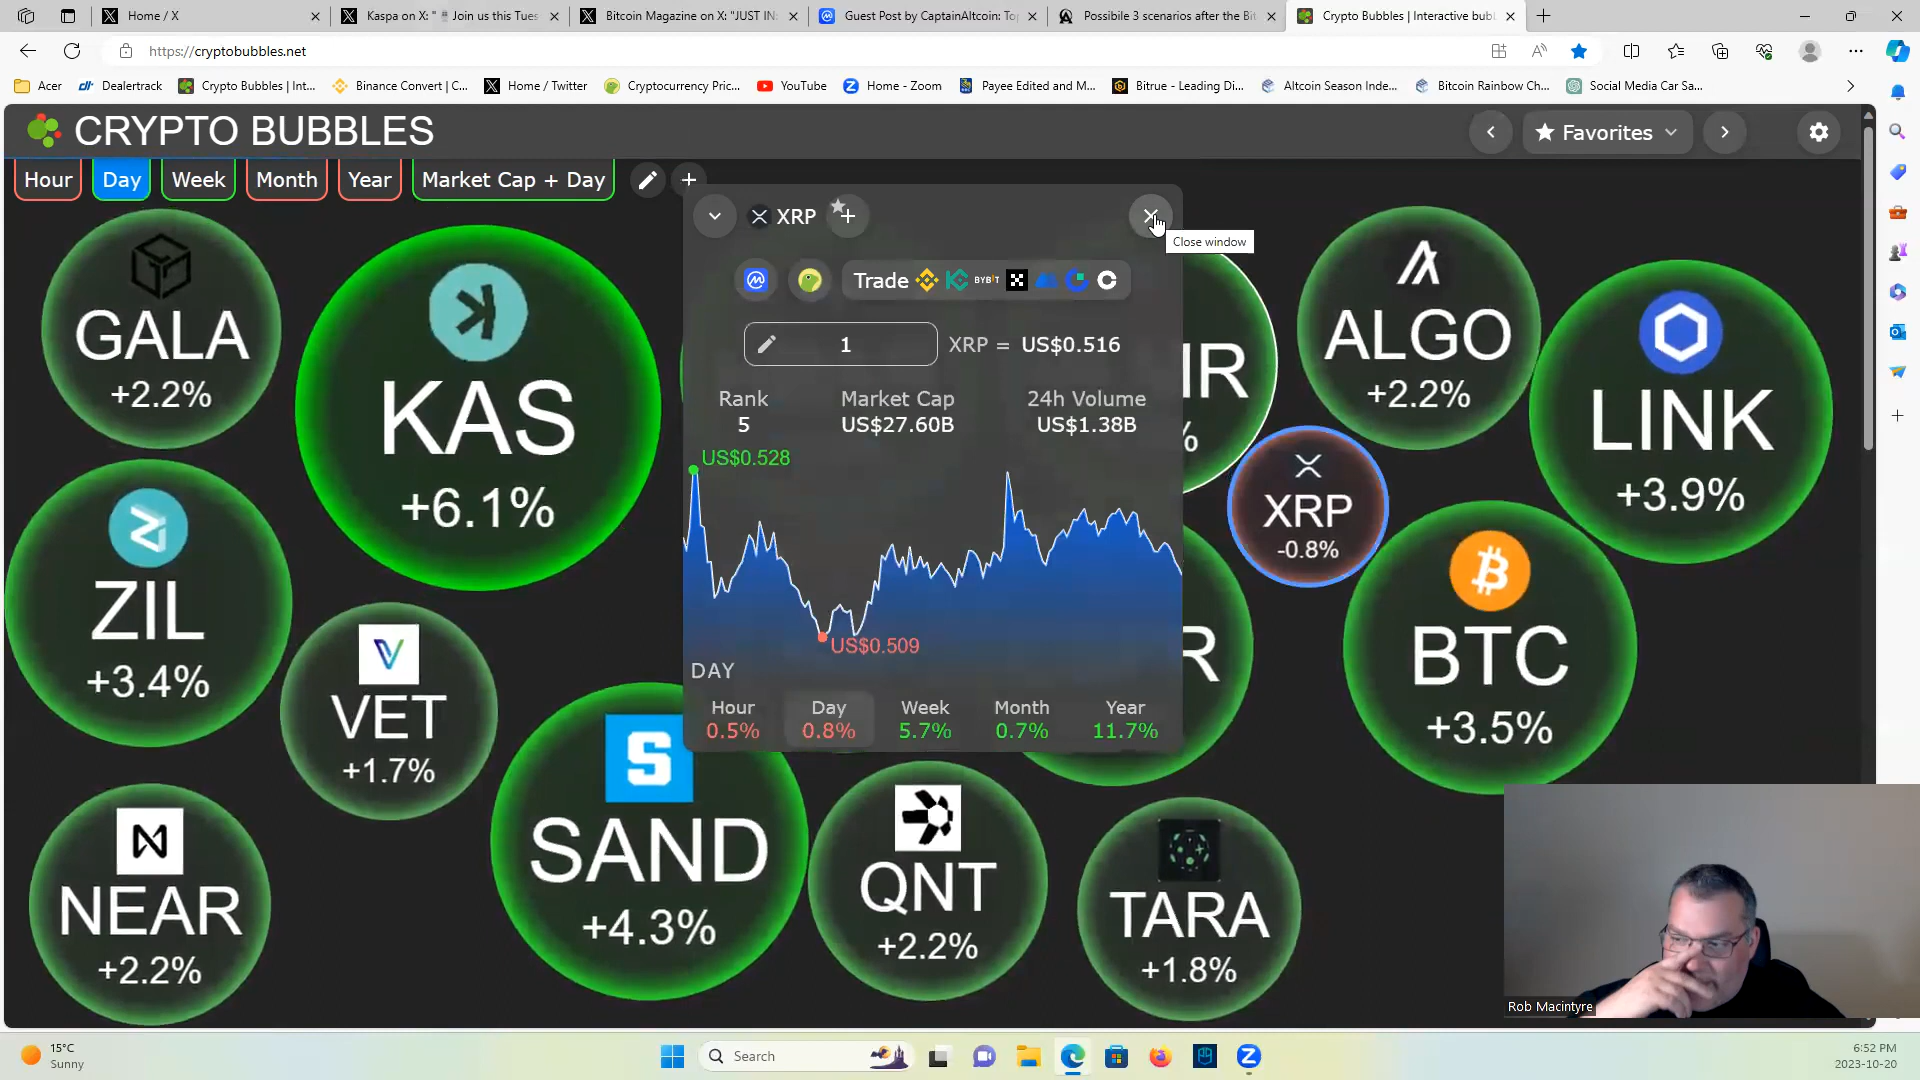 Home / X
Kaspa on X: " Join us this Tues
Bitcoin Magazine on X: "JUST IN:
Guest Post by CaptainAltcoin: To
Possibile 3 scenarios after the Bit
Crypto Bubbles | Interactive bub
https://cryptobubbles.net
Acer
Dealertrack
Crypto Bubbles | Int...
Binance Convert | C...
Home / Twitter
Cryptocurrency Pric...
YouTube
Home - Zoom
Payee Edited and M...
Bitrue - Leading Di...
Altcoin Season Inde...
Bitcoin Rainbow Ch...
Social Media Car Sa...
CRYPTO BUBBLES
Favorites
Hour
Day
Week
Month
Year
Market Cap + Day
XRP
Close window
Trade
BYBIT
1
XRP = US$0.516
Rank
5
Market Cap
US$27.60B
24h Volume
US$1.38B
US$0.528
US$0.509
DAY
Hour
0.5%
Day
0.8%
Week
5.7%
Month
0.7%
Year
11.7%
GALA
+2.2%
KAS
+6.1%
IR
%
ALGO
+2.2%
LINK
+3.9%
XRP
-0.8%
ZIL
+3.4%
VET
+1.7%
R
BTC
+3.5%
NEAR
+2.2%
SAND
+4.3%
QNT
+2.2%
TARA
+1.8%
Rob Macintyre
15°C
Sunny
Search
6:52 PM
2023-10-20